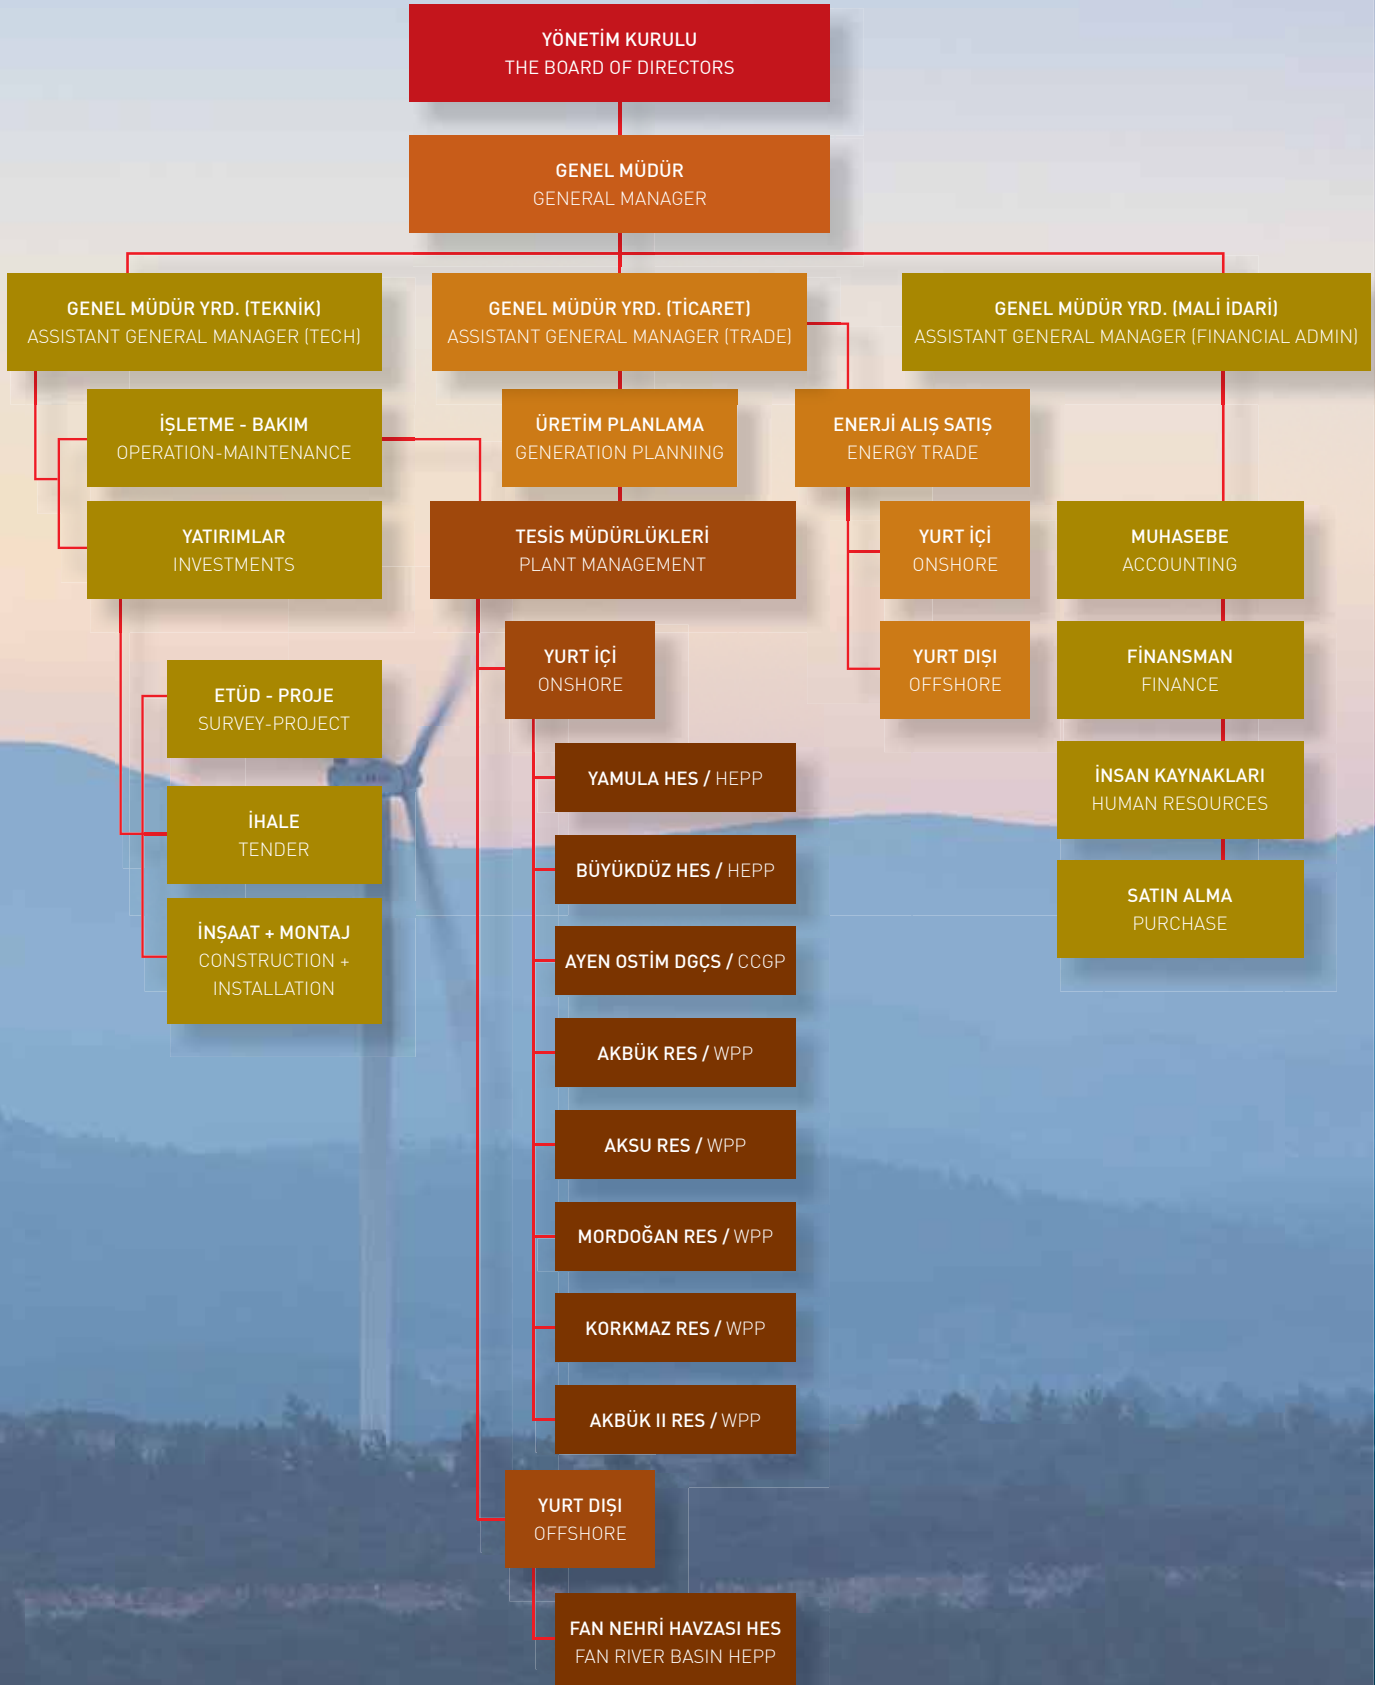 YÖNETİM KURULU
THE BOARD OF DIRECTORS
GENEL MÜDÜR
GENERAL MANAGER
GENEL MÜDÜR YRD. (TEKNİK)
ASSISTANT GENERAL MANAGER (TECH)
GENEL MÜDÜR YRD. (TİCARET)
ASSISTANT GENERAL MANAGER (TRADE)
GENEL MÜDÜR YRD. (MALİ İDARİ)
ASSISTANT GENERAL MANAGER (FINANCIAL ADMIN)
İŞLETME - BAKIM
OPERATION-MAINTENANCE
ÜRETİM PLANLAMA
GENERATION PLANNING
ENERJİ ALIŞ SATIŞ
ENERGY TRADE
YATIRIMLAR
INVESTMENTS
TESİS MÜDÜRLÜKLERİ
PLANT MANAGEMENT
YURT İÇİ
ONSHORE
MUHASEBE
ACCOUNTING
YURT İÇİ
ONSHORE
YURT DIŞI
OFFSHORE
FİNANSMAN
FINANCE
ETÜD - PROJE
SURVEY-PROJECT
YAMULA HES / HEPP
İNSAN KAYNAKLARI
HUMAN RESOURCES
İHALE
TENDER
BÜYÜKDÜZ HES / HEPP
SATIN ALMA
PURCHASE
İNŞAAT + MONTAJ
CONSTRUCTION +
INSTALLATION
AYEN OSTİM DGÇS / CCGP
AKBÜK RES / WPP
AKSU RES / WPP
MORDOĞAN RES / WPP
KORKMAZ RES / WPP
AKBÜK II RES / WPP
YURT DIŞI
OFFSHORE
FAN NEHRİ HAVZASI HES
FAN RIVER BASIN HEPP